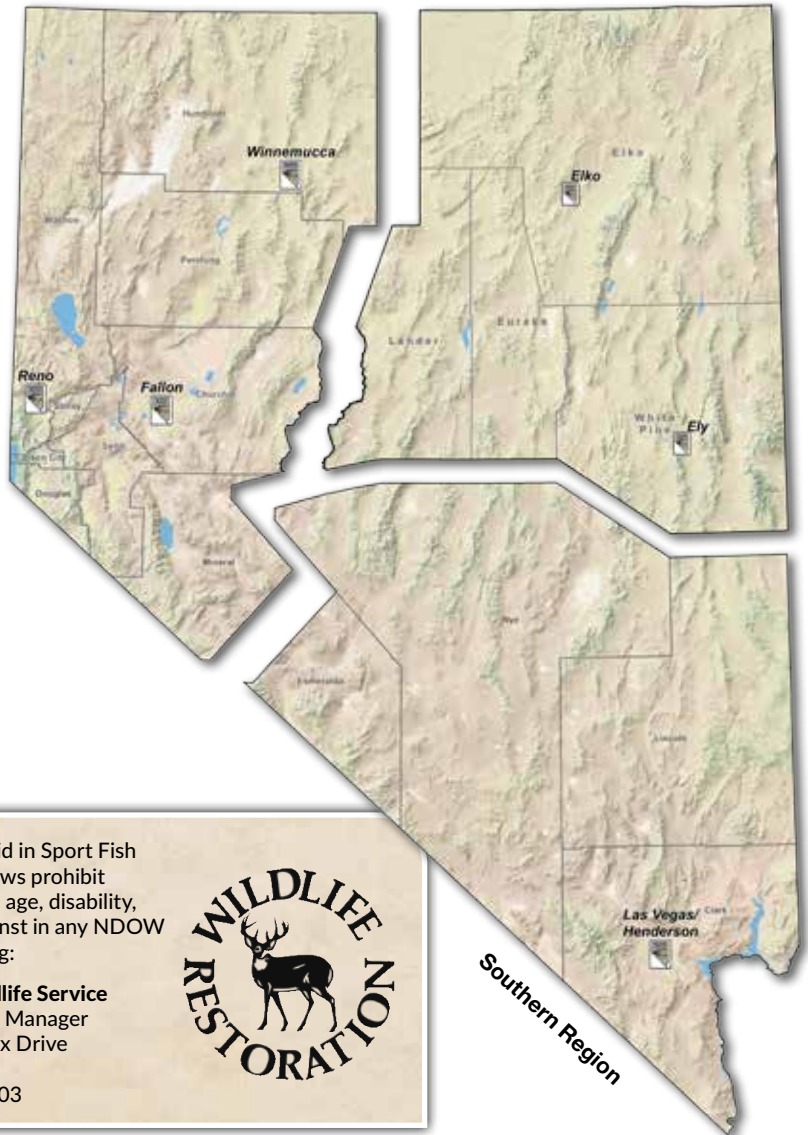 Humboldt
Winnemucca
Elko
Elko
Washoe
Pershing
Lander
Eureka
Reno
Fallon
Churchill
Storey
Lyon
White
Pine
Ely
Carson City
Douglas
Mineral
Nye
Esmeralda
Lincoln
Las Vegas/
Henderson
Clark
Southern Region
id in Sport Fish
ws prohibit
age, disability,
nst in any NDOW
g:
dlife Service
Manager
x Drive
03
WILDLIFE
RESTORATION